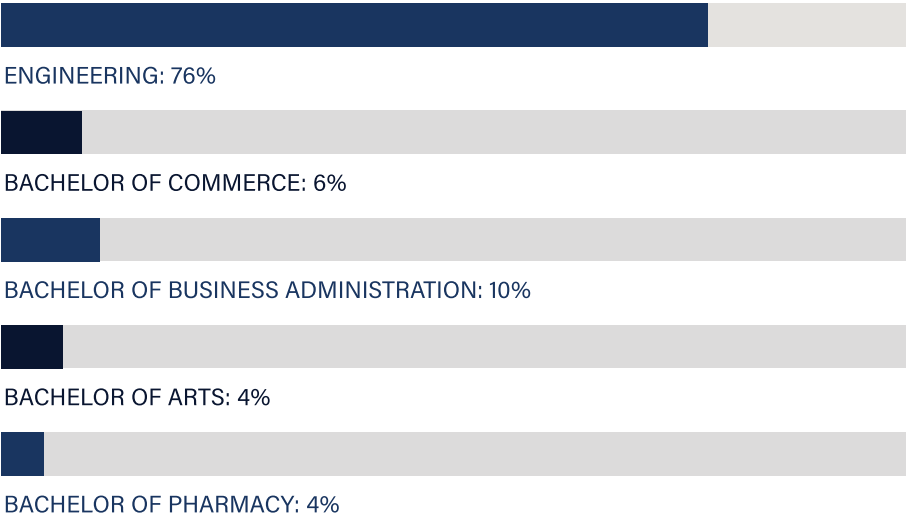 ENGINEERING: 76%
BACHELOR OF COMMERCE: 6%
BACHELOR OF BUSINESS ADMINISTRATION: 10%
BACHELOR OF ARTS: 4%
BACHELOR OF PHARMACY: 4%